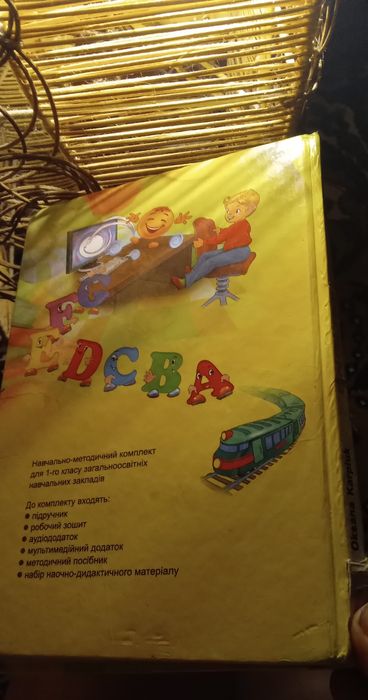 G
F
E D C B A
Навчально-методичний комплект
для 1-го класу загальноосвітніх
навчальних закладів
До комплекту входять:
• підручник
• робочий зошит
• аудіододаток
• мультимедійний додаток
• методичний посібник
• набір наочно-дидактичного матеріалу
Oksana Karpiuk